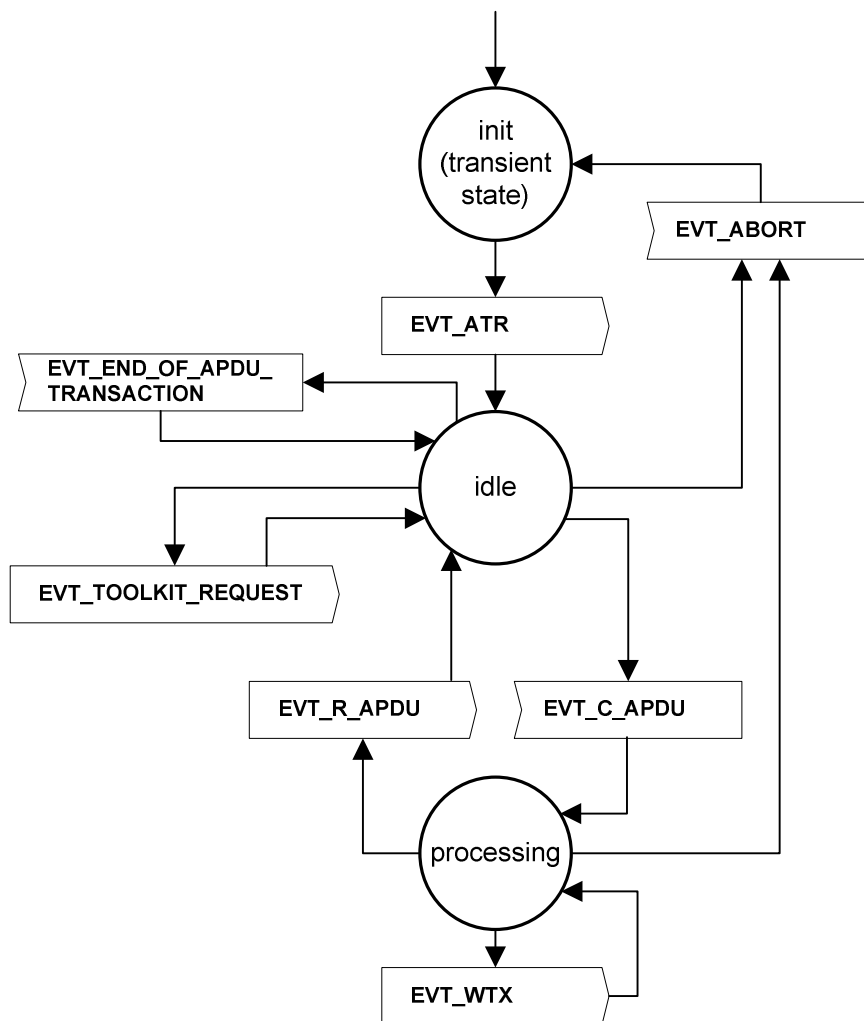 init
(transient
state)
EVT_ABORT
EVT_ATR
EVT_END_OF_APDU_
TRANSACTION
idle
EVT_TOOLKIT_REQUEST
EVT_R_APDU
EVT_C_APDU
processing
EVT_WTX